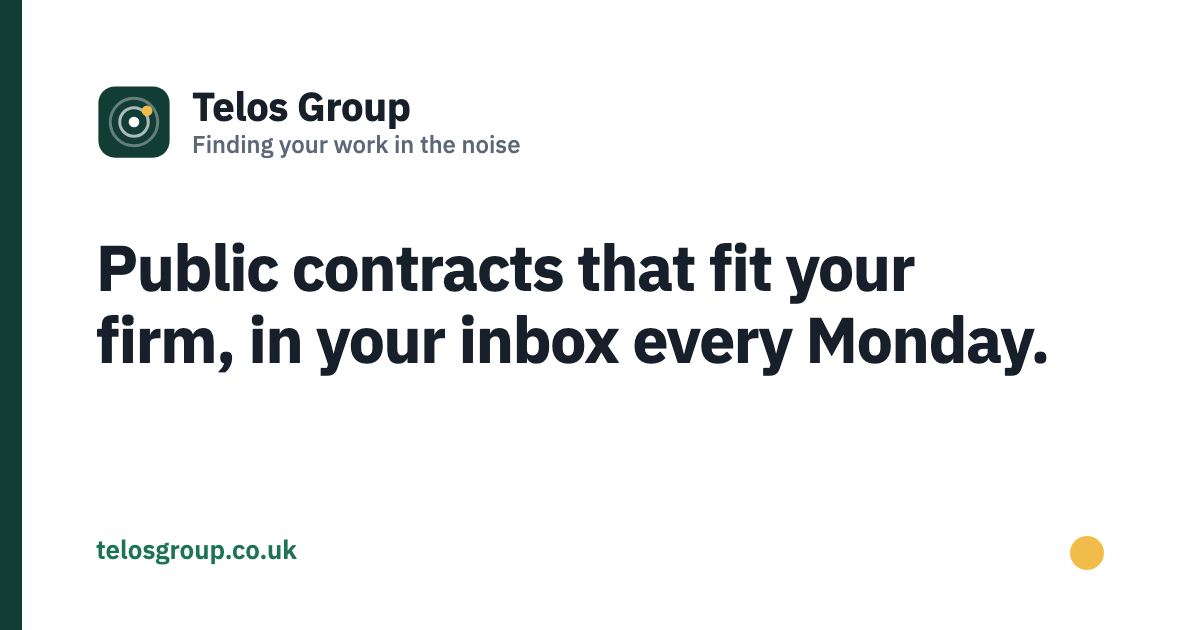 Telos Group
Finding your work in the noise
Public contracts that fit your
firm, in your inbox every Monday.
telosgroup.co.uk